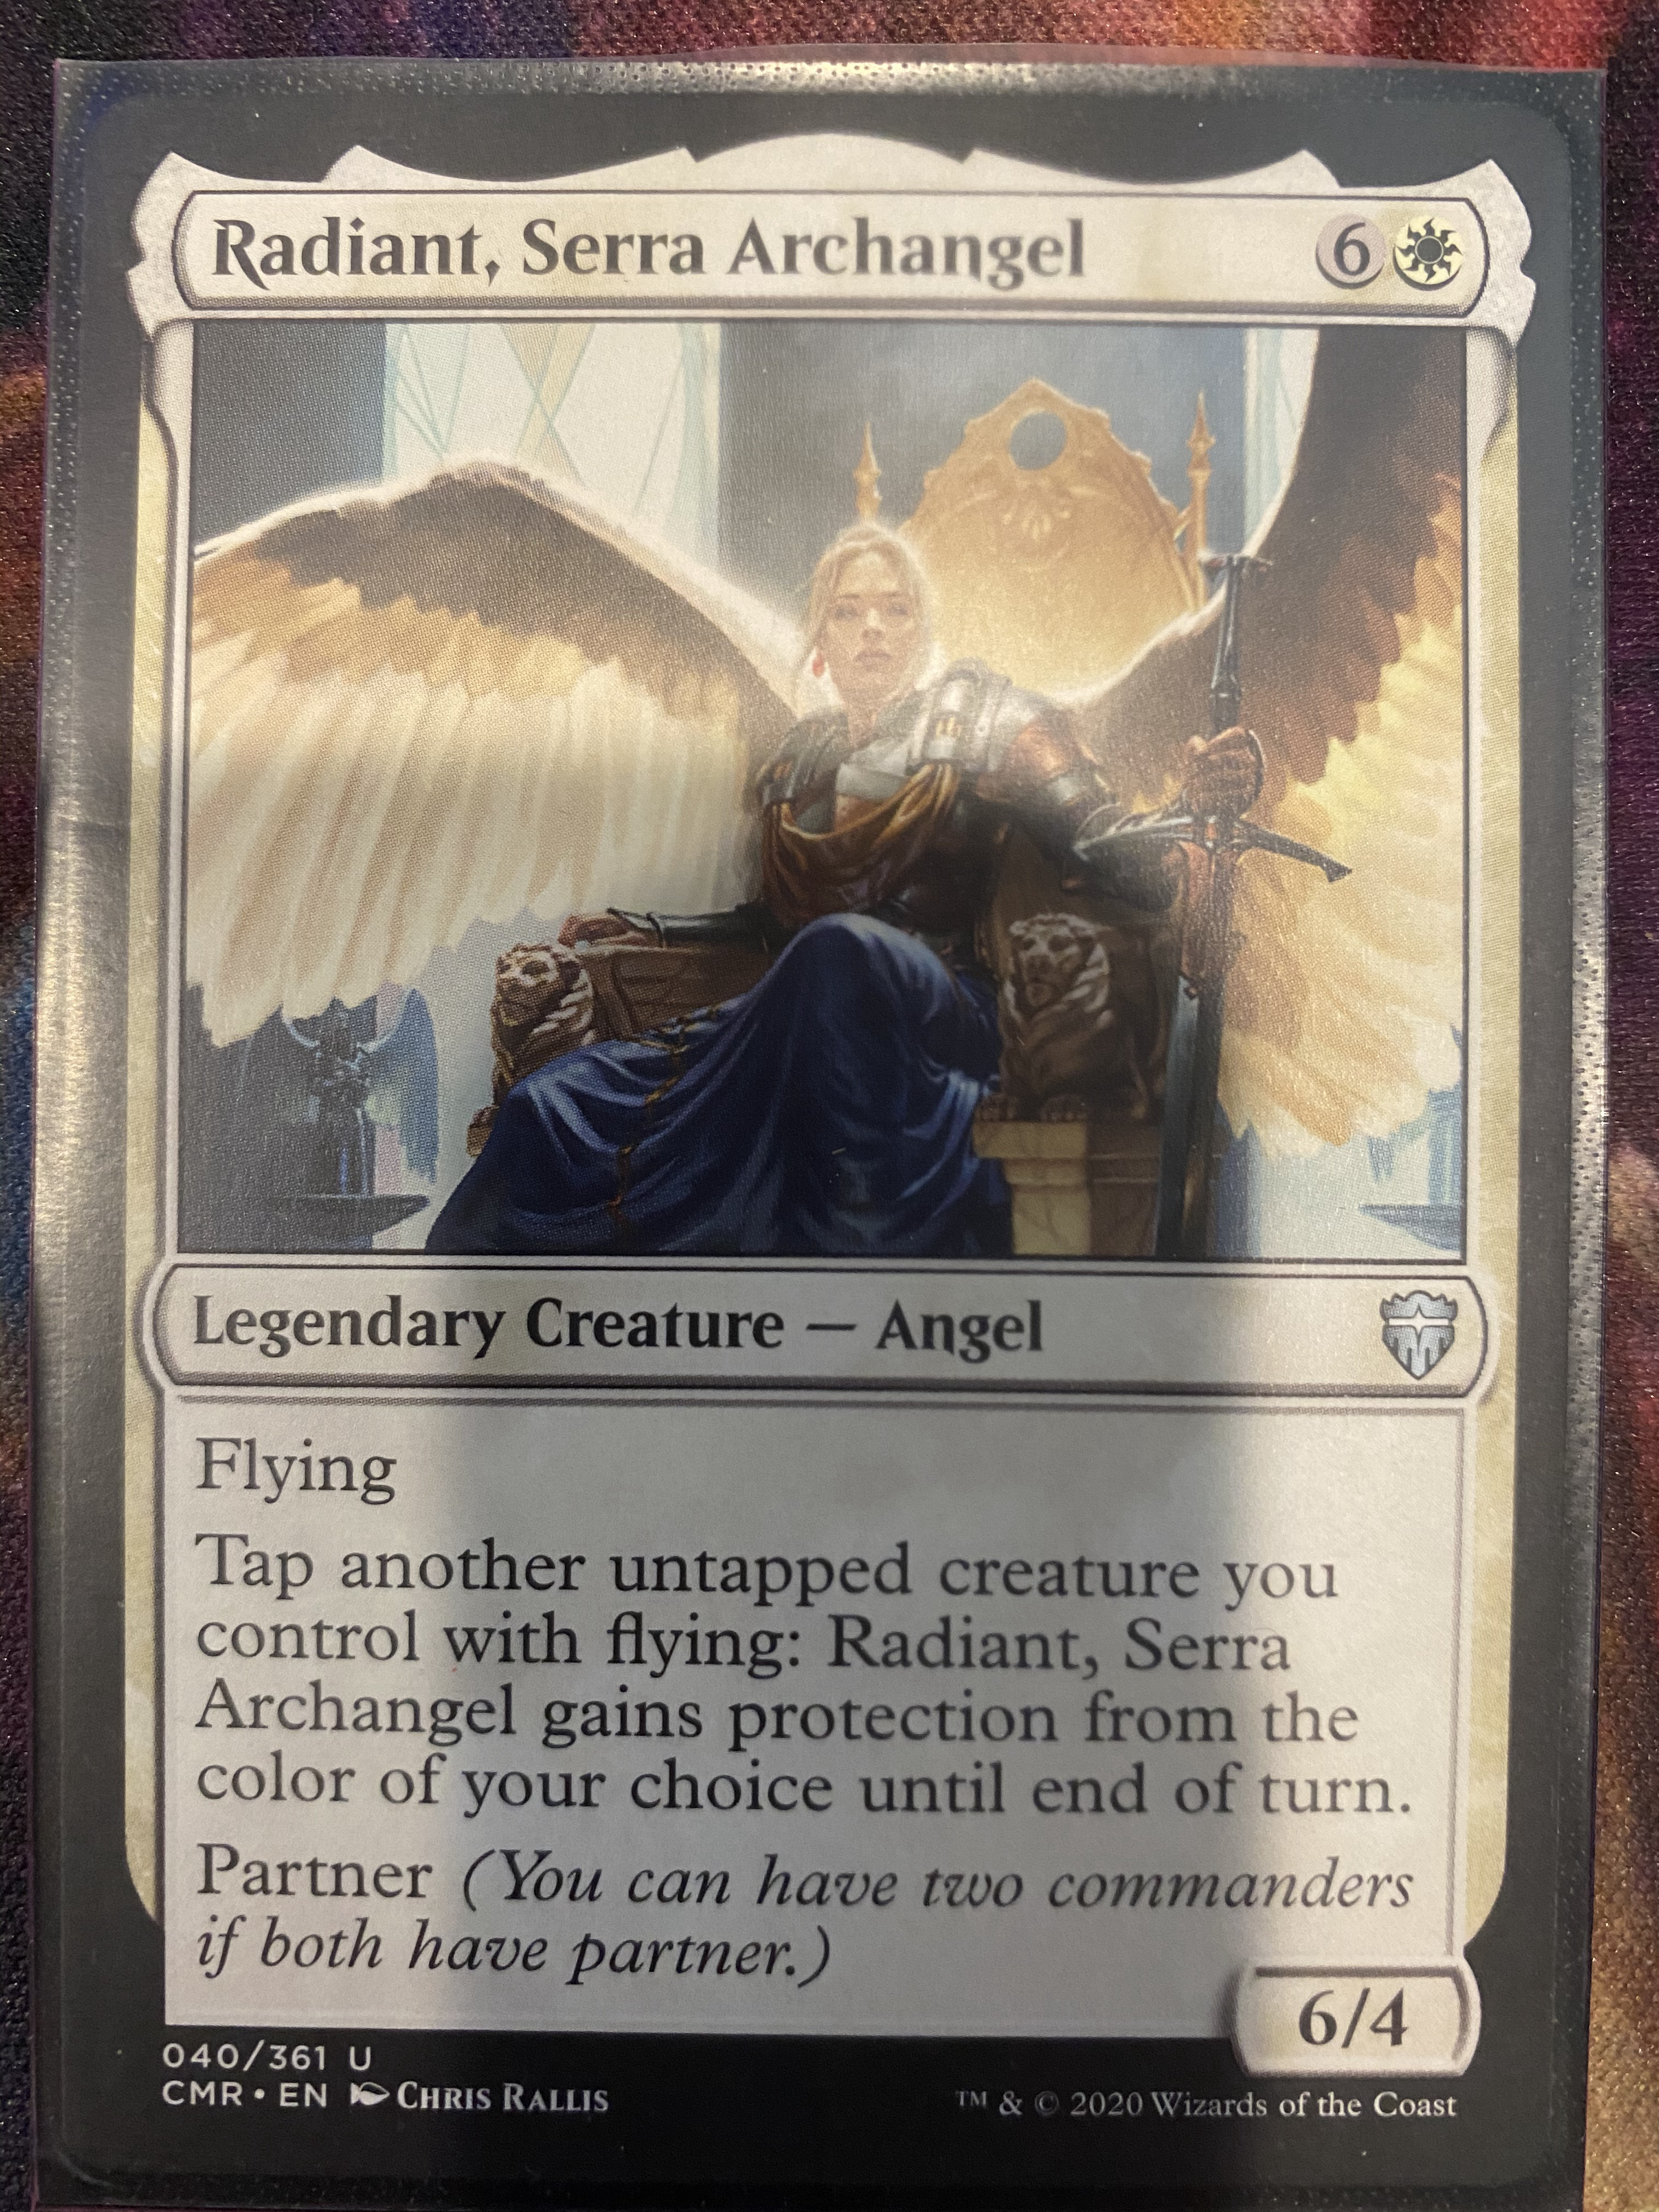 Radiant, Serra Archangel 6
Legendary Creature — Angel
Flying
Tap another untapped creature you
control with flying: Radiant, Serra
Archangel gains protection from the
color of your choice until end of turn.
Partner (You can have two commanders
if both have partner.)
6/4
040/361 U
CMR • EN CHRIS RALLIS
™ & © 2020 Wizards of the Coast